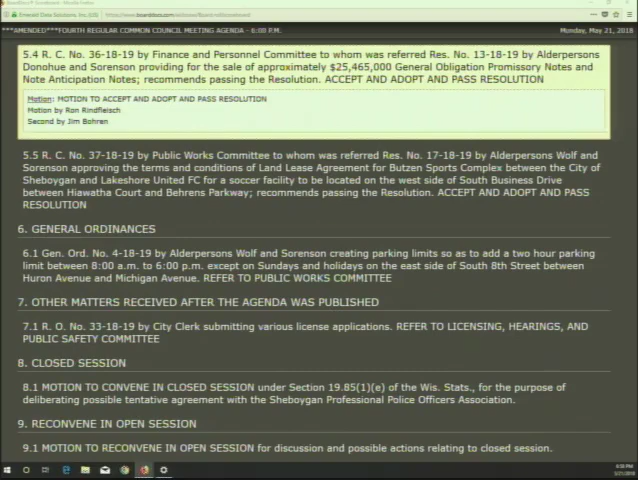 BoardDocs® Scoreboard - Mozilla Firefox
Emerald Data Solutions, Inc. (US)
***AMENDED***FOURTH REGULAR COMMON COUNCIL MEETING AGENDA - 6:00 P.M.
Monday, May 21, 2018
5.4 R. C. No. 36-18-19 by Finance and Personnel Committee to whom was referred Res. No. 13-18-19 by Alderpersons
Donohue and Sorenson providing for the sale of approximately $25,465,000 General Obligation Promissory Notes and
Note Anticipation Notes; recommends passing the Resolution. ACCEPT AND ADOPT AND PASS RESOLUTION
Motion: MOTION TO ACCEPT AND ADOPT AND PASS RESOLUTION
Motion by Ron Rindfleisch
Second by Jim Bohren
5.5 R. C. No. 37-18-19 by Public Works Committee to whom was referred Res. No. 17-18-19 by Alderpersons Wolf and
Sorenson approving the terms and conditions of Land Lease Agreement for Butzen Sports Complex between the City of
Sheboygan and Lakeshore United FC for a soccer facility to be located on the west side of South Business Drive
between Hiawatha Court and Behrens Parkway; recommends passing the Resolution. ACCEPT AND ADOPT AND PASS
RESOLUTION
6. GENERAL ORDINANCES
6.1 Gen. Ord. No. 4-18-19 by Alderpersons Wolf and Sorenson creating parking limits so as to add a two hour parking
limit between 8:00 a.m. to 6:00 p.m. except on Sundays and holidays on the east side of South 8th Street between
Huron Avenue and Michigan Avenue. REFER TO PUBLIC WORKS COMMITTEE
7. OTHER MATTERS RECEIVED AFTER THE AGENDA WAS PUBLISHED
7.1 R. O. No. 33-18-19 by City Clerk submitting various license applications. REFER TO LICENSING, HEARINGS, AND
PUBLIC SAFETY COMMITTEE
8. CLOSED SESSION
8.1 MOTION TO CONVENE IN CLOSED SESSION under Section 19.85(1)(e) of the Wis. Stats., for the purpose of
deliberating possible tentative agreement with the Sheboygan Professional Police Officers Association.
9. RECONVENE IN OPEN SESSION
9.1 MOTION TO RECONVENE IN OPEN SESSION for discussion and possible actions relating to closed session.
5/21/2018